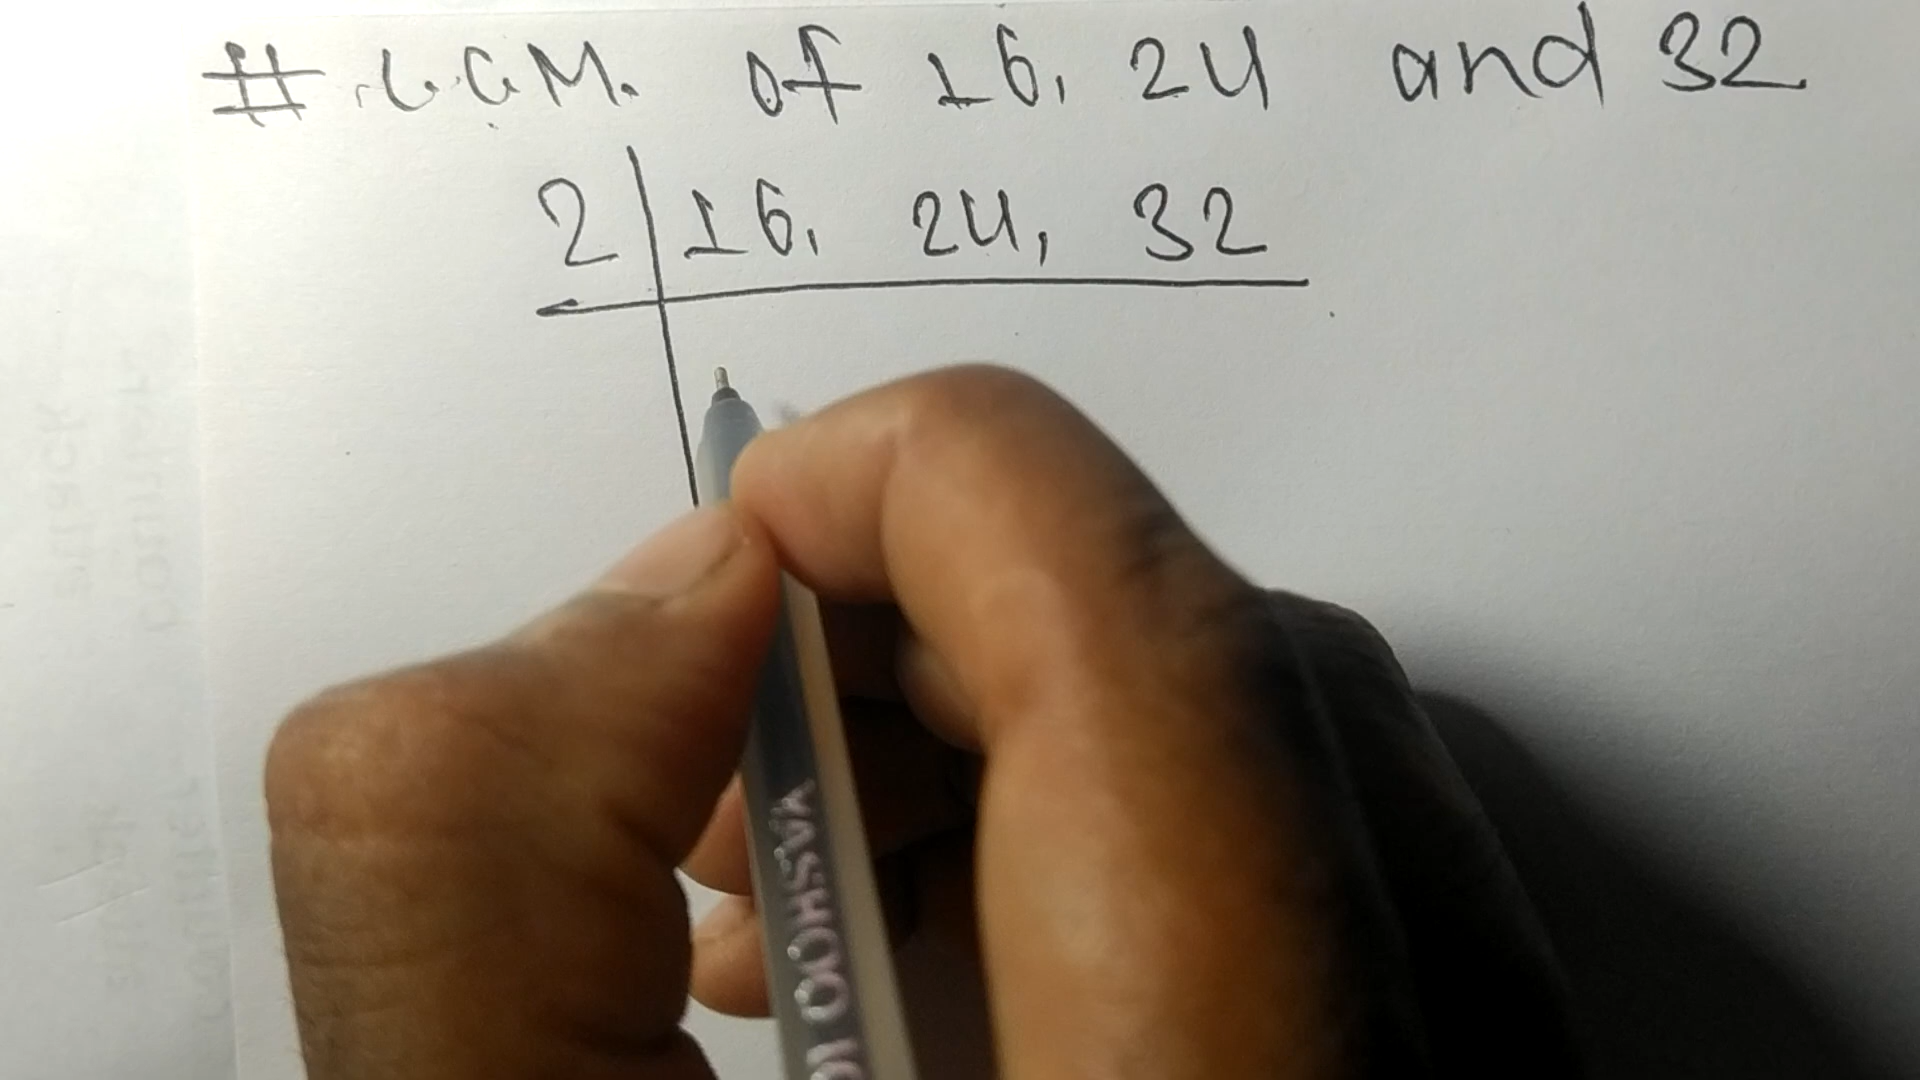 # L.C.M. of 16, 24 and 32
2 16, 24, 32